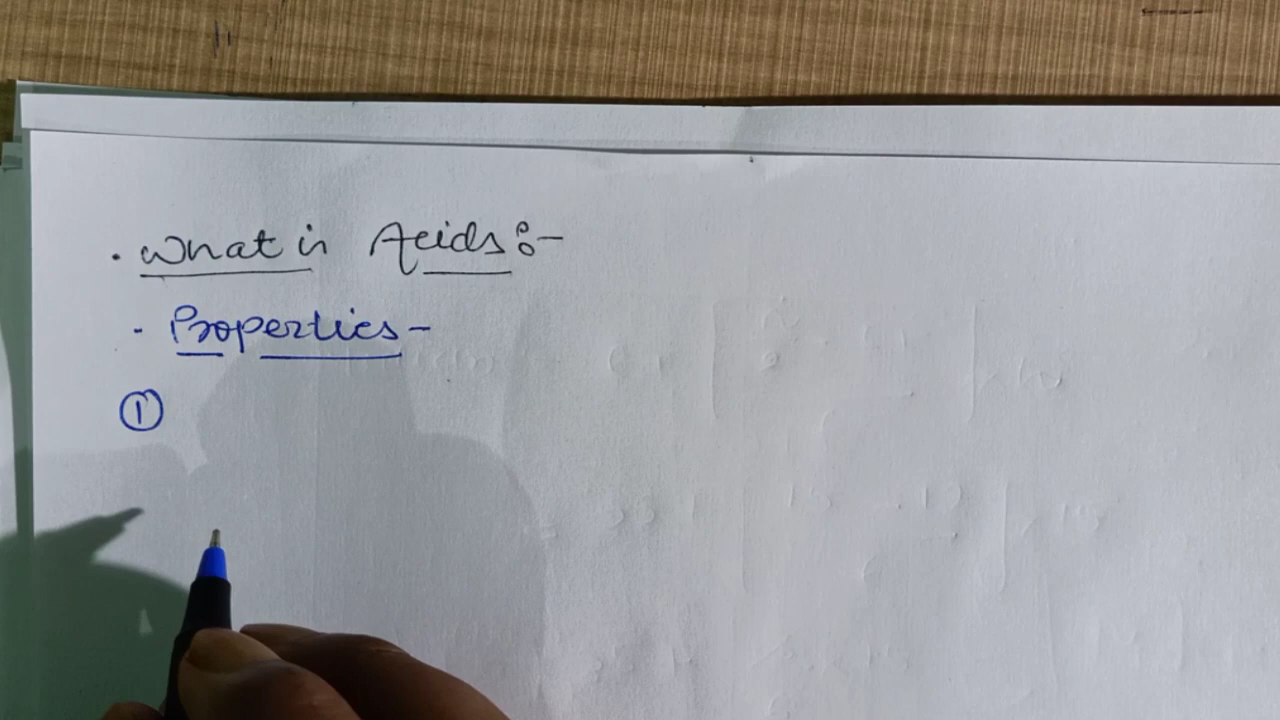 . What is Acids :-
- Properties -
①